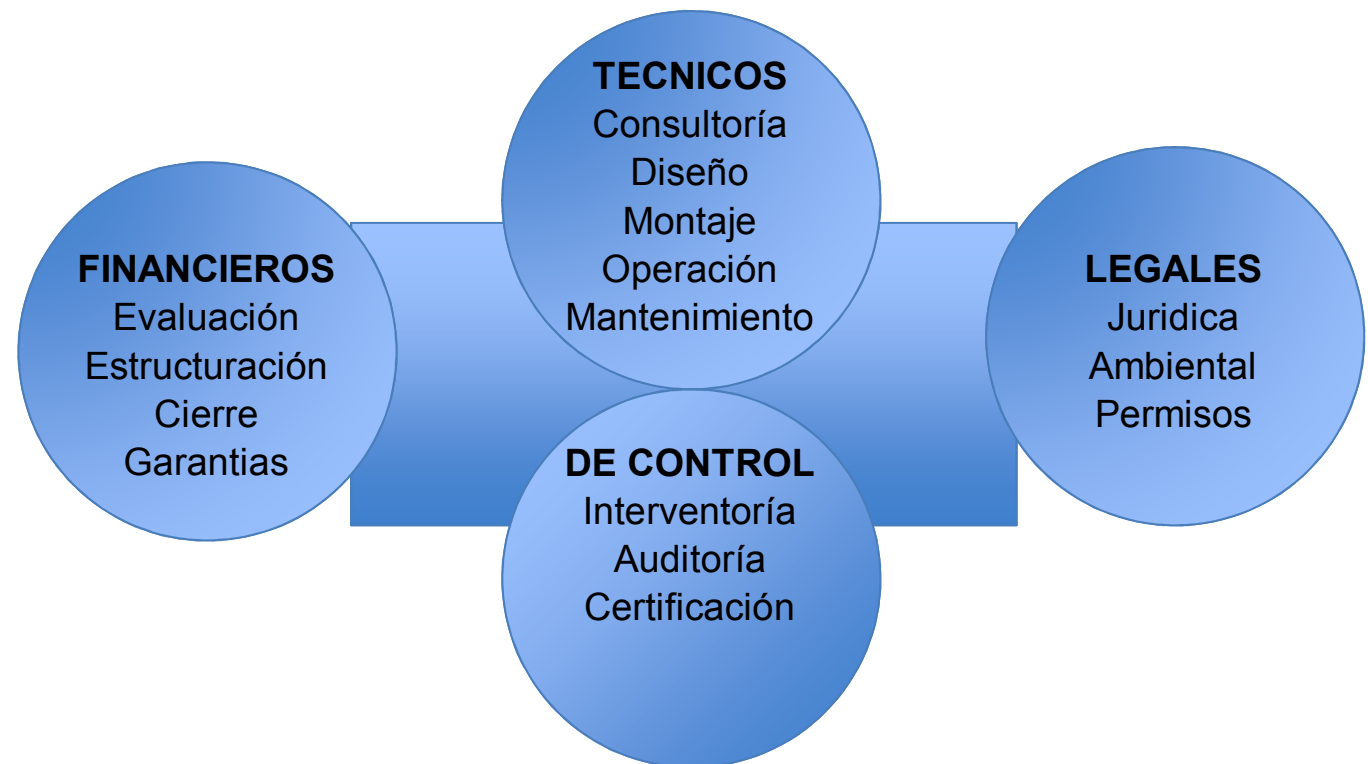 TECNICOS
Consultoría
Diseño
Montaje
Operación
Mantenimiento
FINANCIEROS
Evaluación
Estructuración
Cierre
Garantias
LEGALES
Juridica
Ambiental
Permisos
DE CONTROL
Interventoría
Auditoría
Certificación